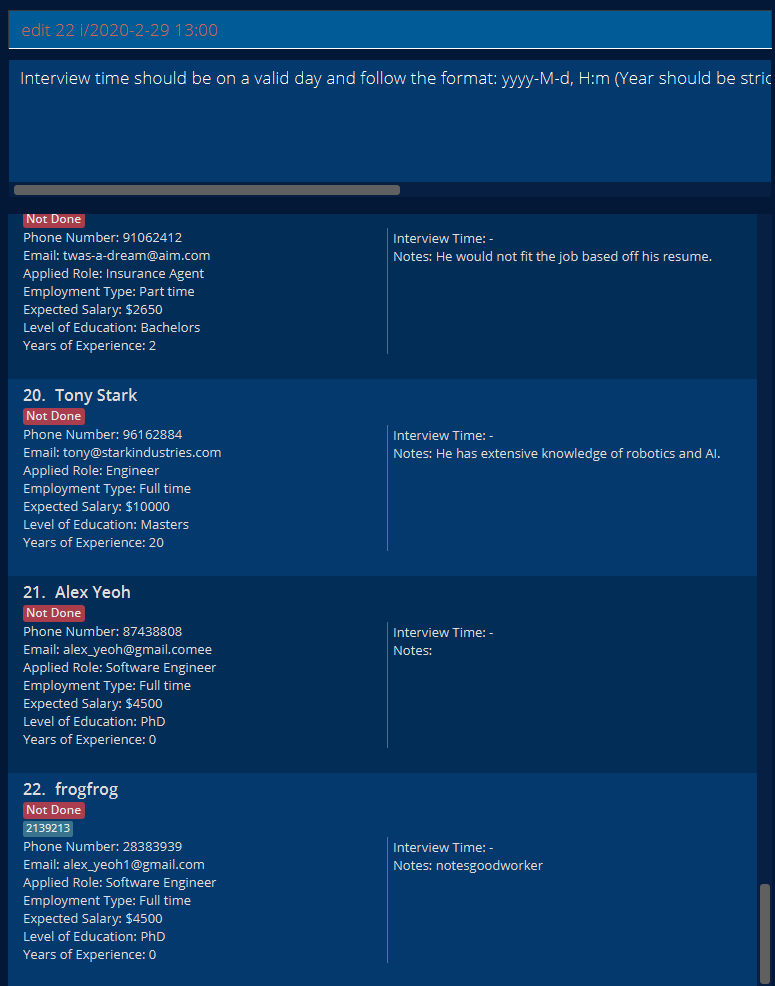 edit 22 i/2020-2-29 13:00
Interview time should be on a valid day and follow the format: yyyy-M-d, H:m (Year should be
Not Done
Phone Number: 91062412
Email: twas-a-dream@aim.com
Applied Role: Insurance Agent
Employment Type: Part time
Expected Salary: $2650
Level of Education: Bachelors
Years of Experience: 2
Interview Time: -
Notes: He would not fit the job based off his resume.
20. Tony Stark
Not Done
Phone Number: 96162884
Email: tony@starkindustries.com
Applied Role: Engineer
Employment Type: Full time
Expected Salary: $10000
Level of Education: Masters
Years of Experience: 20
Interview Time: -
Notes: He has extensive knowledge of robotics and AI.
21. Alex Yeoh
Not Done
Phone Number: 87438808
Email: alex_yeoh@gmail.comee
Applied Role: Software Engineer
Employment Type: Full time
Expected Salary: $4500
Level of Education: PhD
Years of Experience: 0
Interview Time: -
Notes:
22. frogfrog
Not Done
2139213
Phone Number: 28383939
Email: alex_yeoh1@gmail.com
Applied Role: Software Engineer
Employment Type: Full time
Expected Salary: $4500
Level of Education: PhD
Years of Experience: 0
Interview Time: -
Notes: notesgoodworker